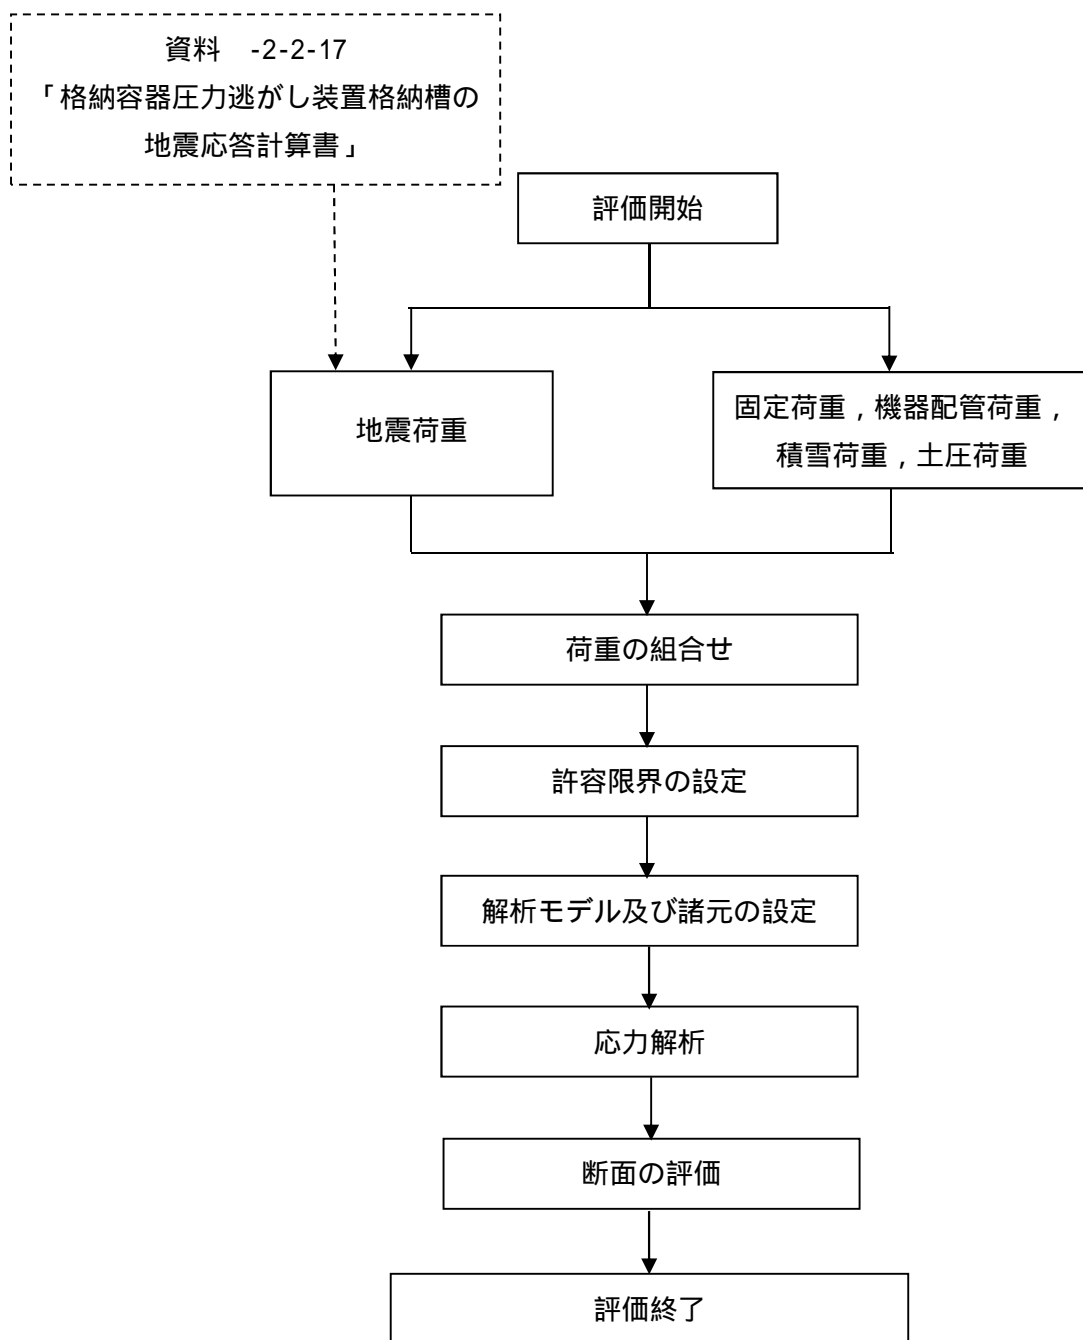 資料　-2-2-17
「格納容器圧力逃がし装置格納槽の
地震応答計算書」
評価開始
地震荷重
固定荷重，機器配管荷重，
積雪荷重，土圧荷重
荷重の組合せ
許容限界の設定
解析モデル及び諸元の設定
応力解析
断面の評価
評価終了